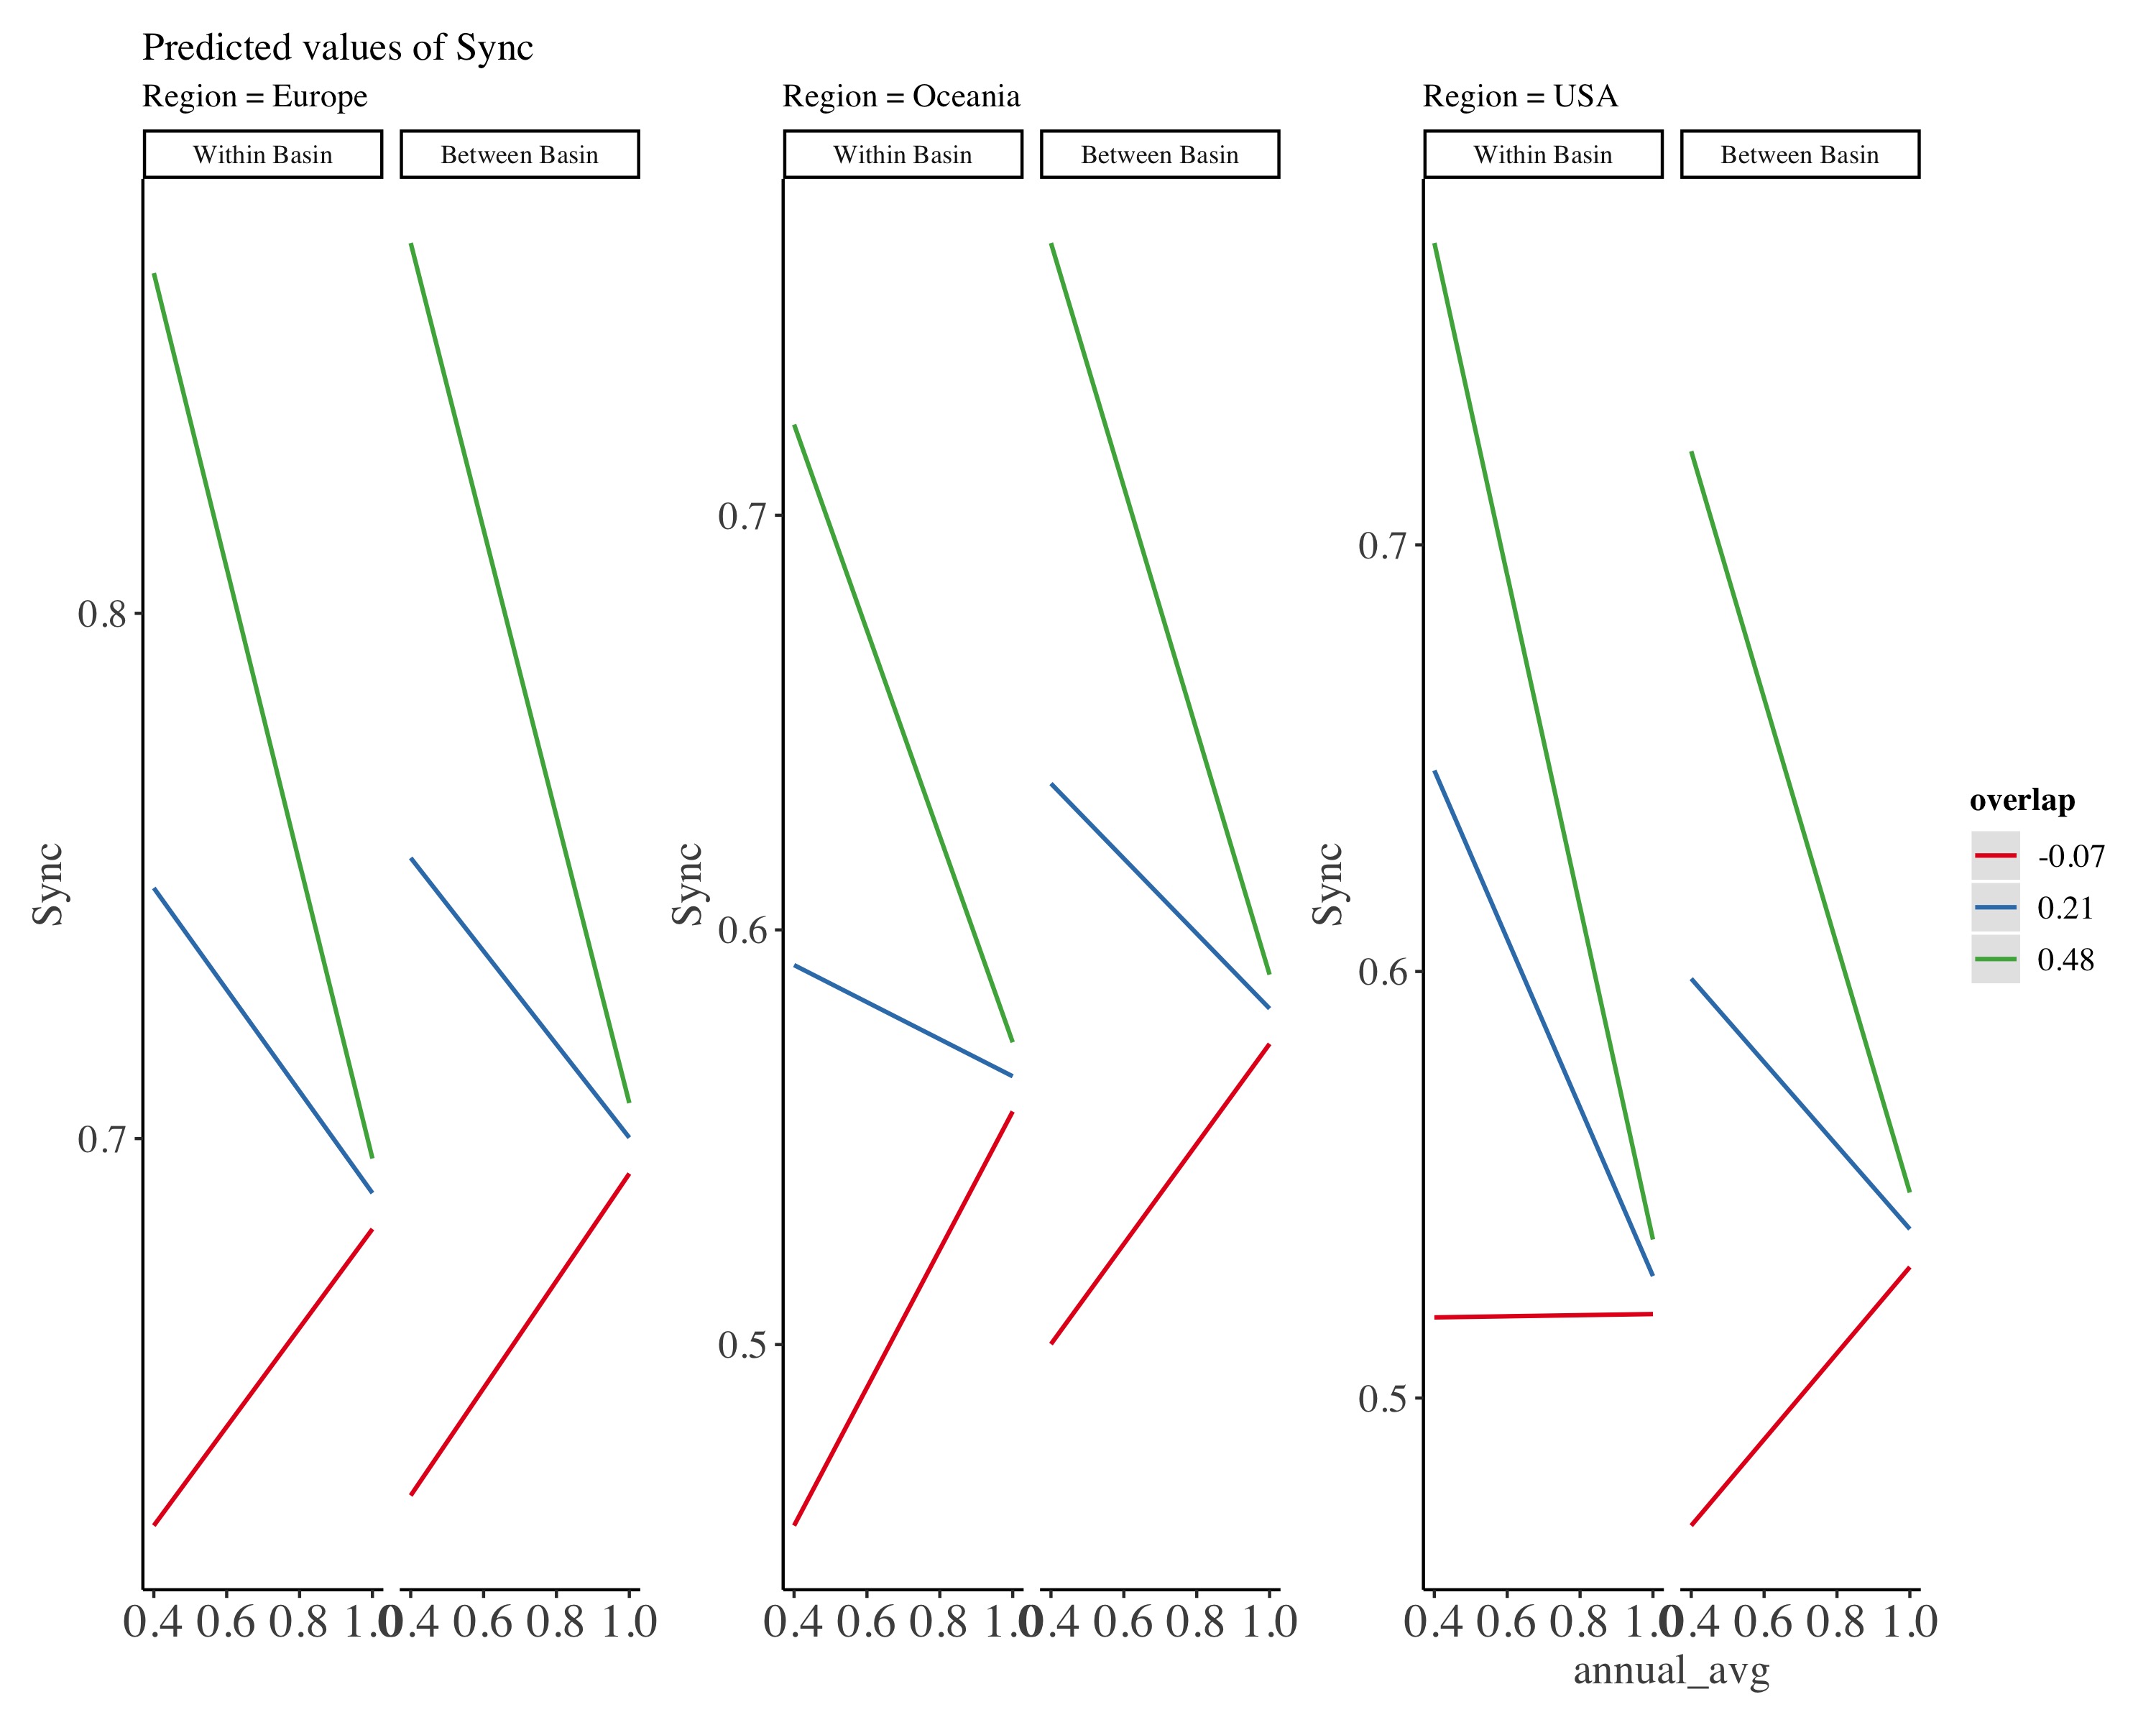 Predicted values of Sync
Region = Europe
Within Basin
Between Basin
Sync
0.8
0.7
0.4 0.6 0.8 1.0
0.4 0.6 0.8 1.0
Region = Oceania
Within Basin
Between Basin
Sync
0.7
0.6
0.5
0.4 0.6 0.8 1.0
0.4 0.6 0.8 1.0
Region = USA
Within Basin
Between Basin
Sync
0.7
0.6
0.5
0.4 0.6 0.8 1.0
0.4 0.6 0.8 1.0
annual_avg
overlap
-0.07
0.21
0.48